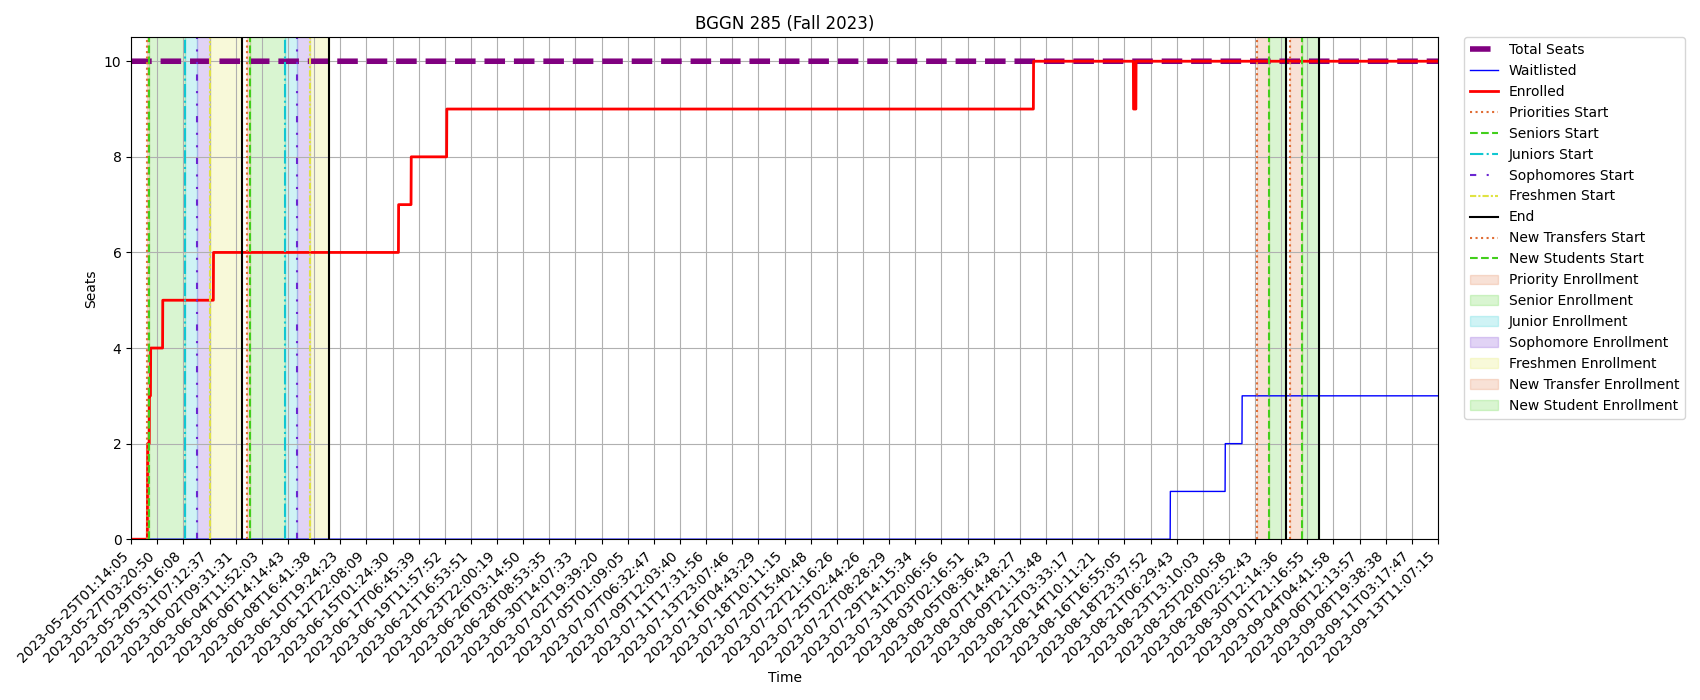 BGGN 285 (Fall 2023)
Seats
10
8
6
4
2
0
2023-05-25T01:14:05
2023-05-27T03:20:50
2023-05-29T05:16:08
2023-05-31T07:12:37
2023-06-02T09:31:31
2023-06-04T11:52:03
2023-06-06T14:14:43
2023-06-08T16:41:38
2023-06-10T19:24:23
2023-06-12T22:08:09
2023-06-15T01:24:30
2023-06-17T06:45:39
2023-06-19T11:57:52
2023-06-21T16:53:51
2023-06-23T22:00:19
2023-06-26T03:14:50
2023-06-28T08:53:35
2023-06-30T14:07:33
2023-07-02T19:39:20
2023-07-05T01:09:05
2023-07-07T06:32:47
2023-07-09T12:03:40
2023-07-11T17:31:56
2023-07-13T23:07:46
2023-07-16T04:43:29
2023-07-18T10:11:15
2023-07-20T15:40:48
2023-07-22T21:16:26
2023-07-25T02:44:26
2023-07-27T08:28:29
2023-07-29T14:15:34
2023-07-31T20:06:56
2023-08-03T02:16:51
2023-08-05T08:36:43
2023-08-07T14:48:27
2023-08-09T21:13:48
2023-08-12T03:33:17
2023-08-14T10:11:21
2023-08-16T16:55:05
2023-08-18T23:37:52
2023-08-21T06:29:43
2023-08-23T13:10:03
2023-08-25T20:00:58
2023-08-28T02:52:43
2023-08-30T12:14:36
2023-09-01T21:16:55
2023-09-04T04:41:58
2023-09-06T12:13:57
2023-09-08T19:38:38
2023-09-11T03:17:47
2023-09-13T11:07:15
Time
Total Seats
Waitlisted
Enrolled
Priorities Start
Seniors Start
Juniors Start
Sophomores Start
Freshmen Start
End
New Transfers Start
New Students Start
Priority Enrollment
Senior Enrollment
Junior Enrollment
Sophomore Enrollment
Freshmen Enrollment
New Transfer Enrollment
New Student Enrollment